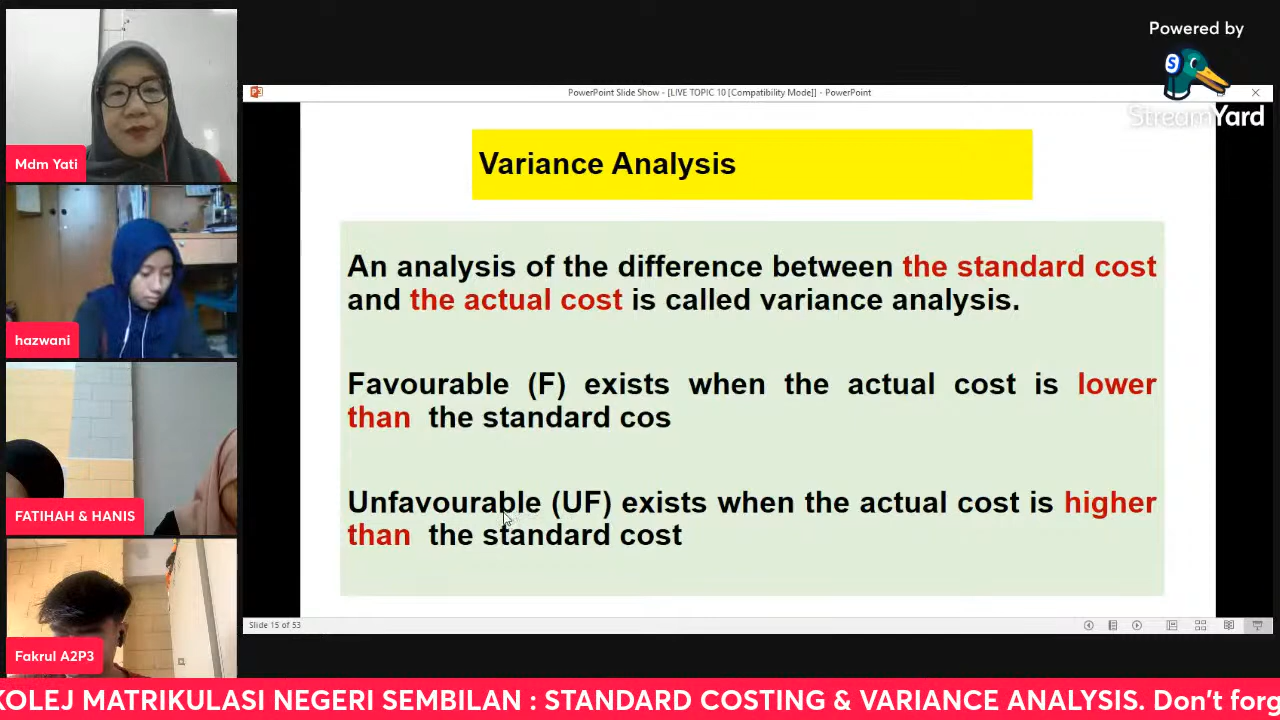 Powered by
StreamYard
PowerPoint Slide Show - [LIVE TOPIC 10 [Compatibility Mode]] - PowerPoint
Mdm Yati
hazwani
FATIHAH & HANIS
Fakrul A2P3
Variance Analysis
An analysis of the difference between the standard cost
and the actual cost is called variance analysis.
Favourable (F) exists when the actual cost is lower
than the standard cos
Unfavourable (UF) exists when the actual cost is higher
than the standard cost
Slide 15 of 53
KOLEJ MATRIKULASI NEGERI SEMBILAN : STANDARD COSTING & VARIANCE ANALYSIS. Don't forg